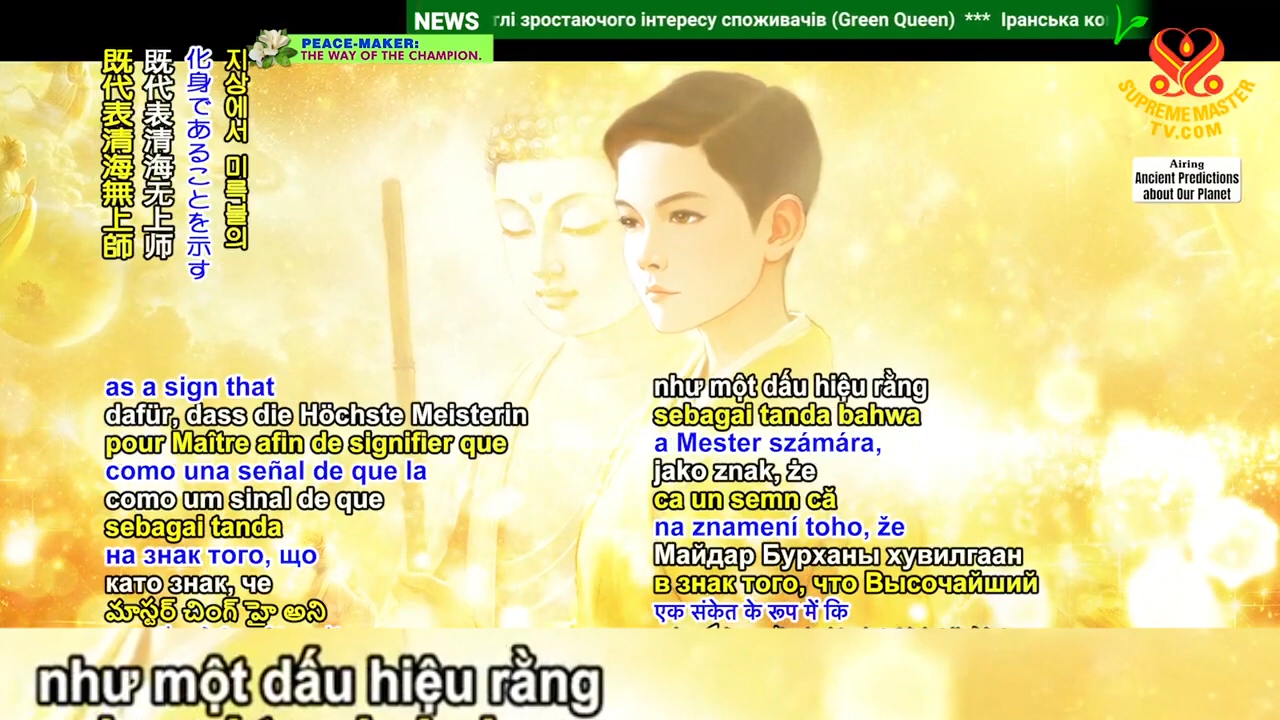 NEWS
глі зростаючого інтересу споживачів (Green Queen) *** Іранська ко
PEACE-MAKER:
THE WAY OF THE CHAMPION.
SUPREME MASTER
TV.COM
Airing
Ancient Predictions
about Our Planet
지상에서 미륵불의
化身であることを示す
既代表清海无上师
既代表清海無上師
as a sign that
dafür, dass die Höchste Meisterin
pour Maître afin de signifier que
como una señal de que la
como um sinal de que
sebagai tanda
на знак того, що
като знак, че
మాస్టర్ చింగ్ హై అని
như một dấu hiệu rằng
sebagai tanda bahwa
a Mester számára,
jako znak, że
ca un semn că
na znamení toho, že
Майдар Бурханы хувилгаан
в знак того, что Высочайший
एक संकेत के रूप में कि
như một dấu hiệu rằng